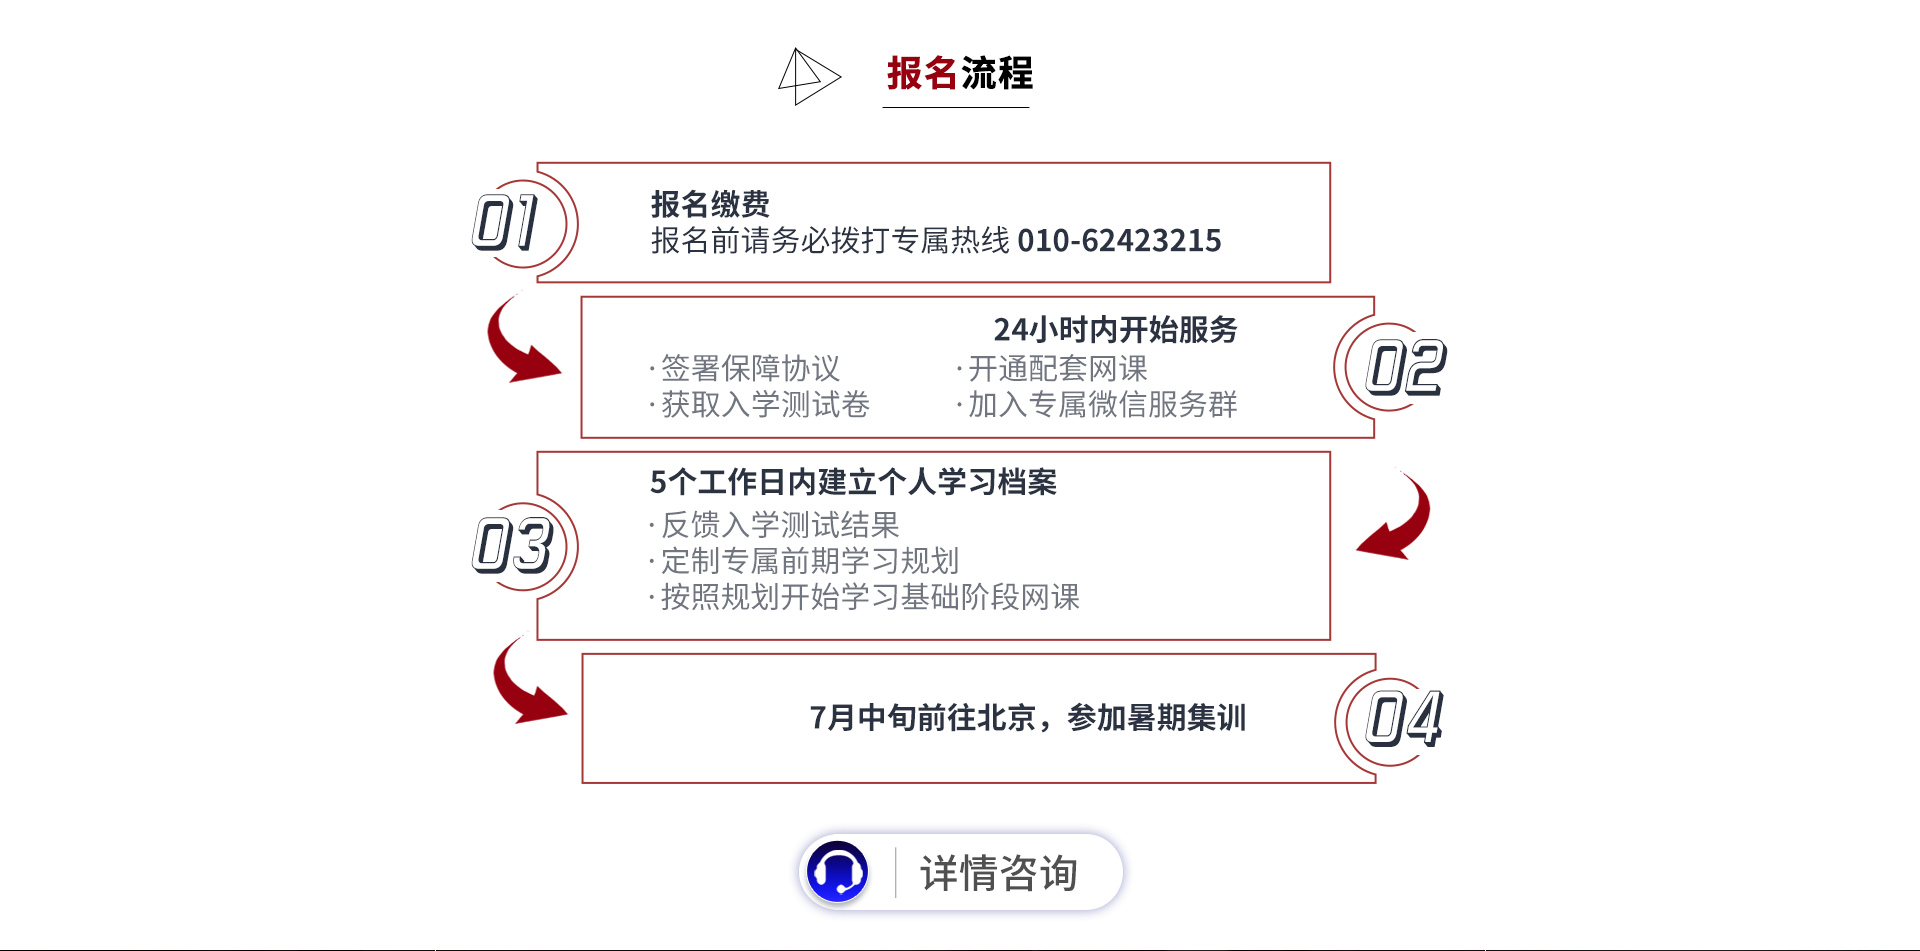 报名流程
01
报名缴费
报名前请务必拨打专属热线 010-62423215
24小时内开始服务
· 签署保障协议 · 开通配套网课
· 获取入学测试卷 · 加入专属微信服务群
02
03
5个工作日内建立个人学习档案
· 反馈入学测试结果
· 定制专属前期学习规划
· 按照规划开始学习基础阶段网课
7月中旬前往北京，参加暑期集训
04
详情咨询